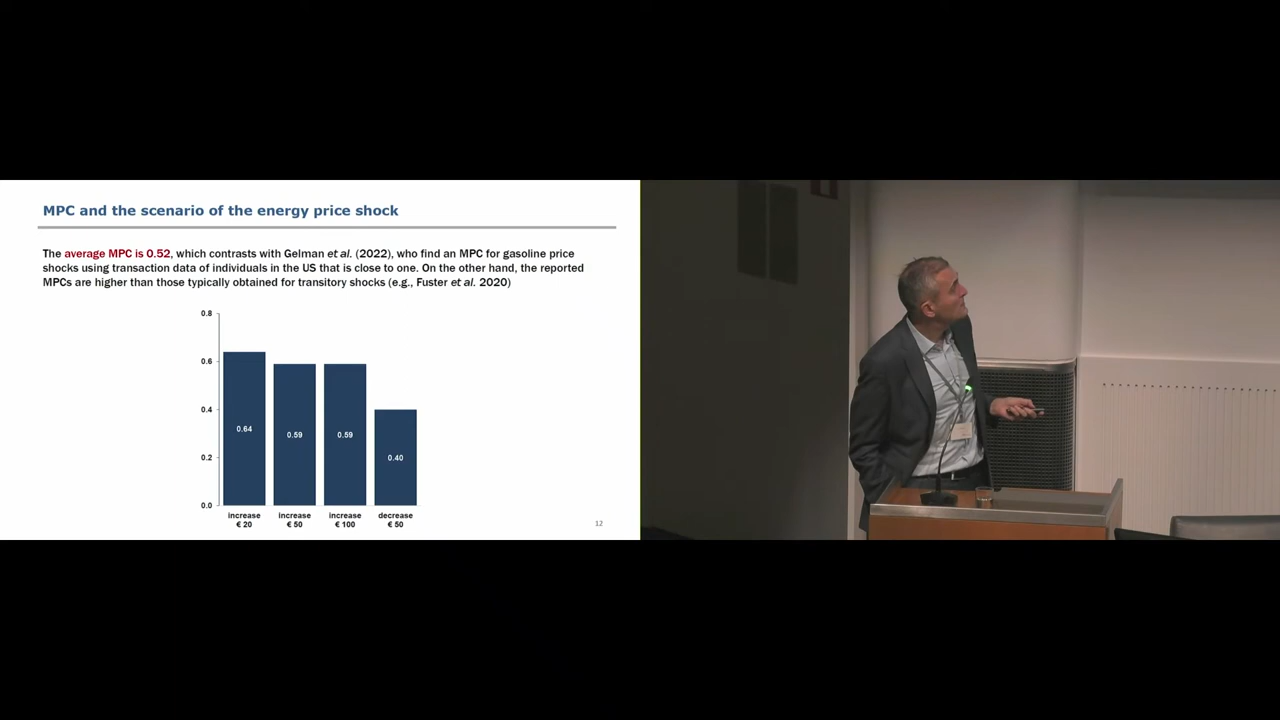 MPC and the scenario of the energy price shock
The average MPC is 0.52, which contrasts with Gelman et al. (2022), who find an MPC for gasoline price
shocks using transaction data of individuals in the US that is close to one. On the other hand, the reported
MPCs are higher than those typically obtained for transitory shocks (e.g., Fuster et al. 2020)
0.8
0.6
0.4
0.2
0.0
0.64
0.59
0.59
0.40
increase
€ 20
increase
€ 50
increase
€ 100
decrease
€ 50
12